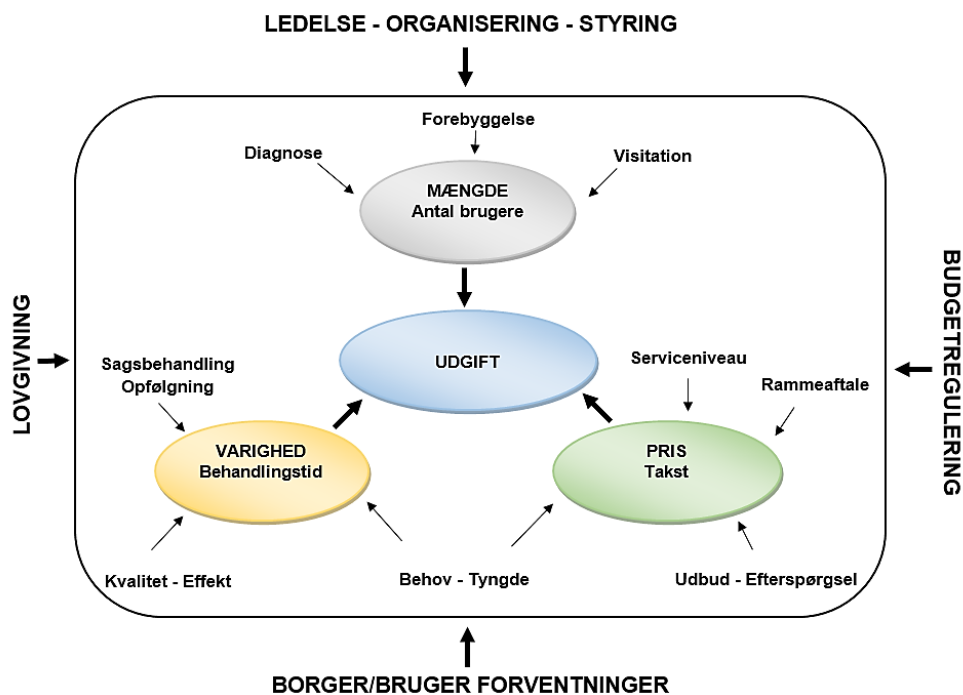 LEDELSE - ORGANISERING - STYRING
Forebyggelse
Diagnose
Visitation
MÆNGDE
Antal brugere
LOVGIVNING
BUDGETREGULERING
UDGIFT
Serviceniveau
Sagsbehandling
Opfølgning
Rammeaftale
VARIGHED
Behandlingstid
PRIS
Takst
Kvalitet - Effekt
Behov - Tyngde
Udbud - Efterspørgsel
BORGER/BRUGER FORVENTNINGER